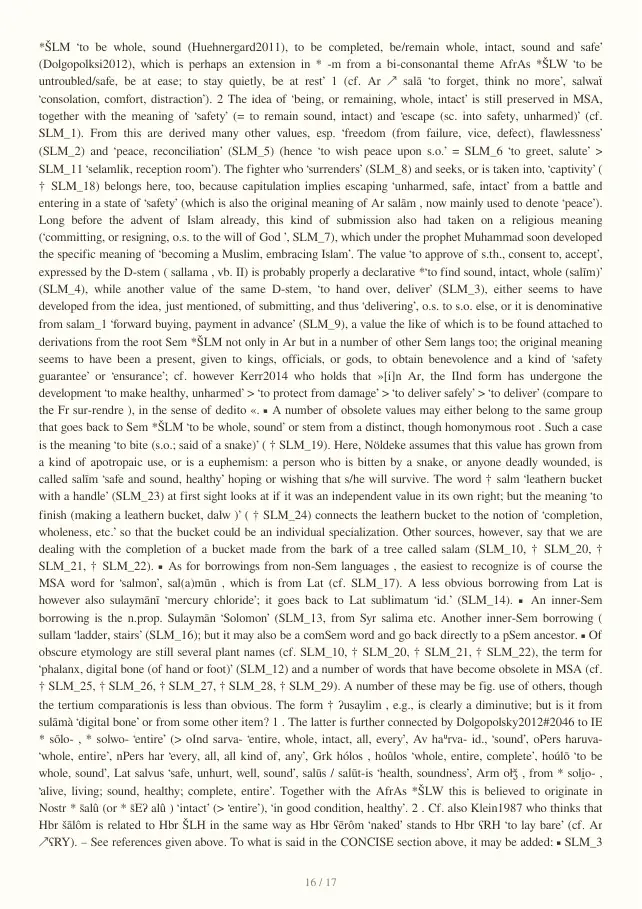 *ŠLM ‘to be whole, sound (Huehnergard2011), to be completed, be/remain whole, intact, sound and safe’
(Dolgopolksi2012), which is perhaps an extension in * -m from a bi-consonantal theme AfrAs *ŠLW ‘to be
untroubled/safe, be at ease; to stay quietly, be at rest’ 1 (cf. Ar ↗ salā ‘to forget, think no more’, salwaẗ
‘consolation, comfort, distraction’). 2 The idea of ‘being, or remaining, whole, intact’ is still preserved in MSA,
together with the meaning of ‘safety’ (= to remain sound, intact) and ‘escape (sc. into safety, unharmed)’ (cf.
SLM_1). From this are derived many other values, esp. ‘freedom (from failure, vice, defect), flawlessness’
(SLM_2) and ‘peace, reconciliation’ (SLM_5) (hence ‘to wish peace upon s.o.’ = SLM_6 ‘to greet, salute’ >
SLM_11 ‘selamlik, reception room’). The fighter who ‘surrenders’ (SLM_8) and seeks, or is taken into, ‘captivity’ (
† SLM_18) belongs here, too, because capitulation implies escaping ‘unharmed, safe, intact’ from a battle and
entering in a state of ‘safety’ (which is also the original meaning of Ar salām , now mainly used to denote ‘peace’).
Long before the advent of Islam already, this kind of submission also had taken on a religious meaning
(‘committing, or resigning, o.s. to the will of God ’, SLM_7), which under the prophet Muhammad soon developed
the specific meaning of ‘becoming a Muslim, embracing Islam’. The value ‘to approve of s.th., consent to, accept’,
expressed by the D-stem ( sallama , vb. II) is probably properly a declarative *‘to find sound, intact, whole (salīm)’
(SLM_4), while another value of the same D-stem, ‘to hand over, deliver’ (SLM_3), either seems to have
developed from the idea, just mentioned, of submitting, and thus ‘delivering’, o.s. to s.o. else, or it is denominative
from salam_1 ‘forward buying, payment in advance’ (SLM_9), a value the like of which is to be found attached to
derivations from the root Sem *ŠLM not only in Ar but in a number of other Sem langs too; the original meaning
seems to have been a present, given to kings, officials, or gods, to obtain benevolence and a kind of ‘safety
guarantee’ or ‘ensurance’; cf. however Kerr2014 who holds that »[i]n Ar, the IInd form has undergone the
development ‘to make healthy, unharmed’ > ‘to protect from damage’ > ‘to deliver safely’ > ‘to deliver’ (compare to
the Fr sur-rendre ), in the sense of dedito «. ▪ A number of obsolete values may either belong to the same group
that goes back to Sem *ŠLM ‘to be whole, sound’ or stem from a distinct, though homonymous root . Such a case
is the meaning ‘to bite (s.o.; said of a snake)’ ( † SLM_19). Here, Nöldeke assumes that this value has grown from
a kind of apotropaic use, or is a euphemism: a person who is bitten by a snake, or anyone deadly wounded, is
called salīm ‘safe and sound, healthy’ hoping or wishing that s/he will survive. The word † salm ‘leathern bucket
with a handle’ (SLM_23) at first sight looks at if it was an independent value in its own right; but the meaning ‘to
finish (making a leathern bucket, dalw )’ ( † SLM_24) connects the leathern bucket to the notion of ‘completion,
wholeness, etc.’ so that the bucket could be an individual specialization. Other sources, however, say that we are
dealing with the completion of a bucket made from the bark of a tree called salam (SLM_10, † SLM_20, †
SLM_21, † SLM_22). ▪ As for borrowings from non-Sem languages , the easiest to recognize is of course the
MSA word for ‘salmon’, sal(a)mūn , which is from Lat (cf. SLM_17). A less obvious borrowing from Lat is
however also sulaymānī ‘mercury chloride’; it goes back to Lat sublimatum ‘id.’ (SLM_14). ▪ An inner-Sem
borrowing is the n.prop. Sulaymān ‘Solomon’ (SLM_13, from Syr salima etc. Another inner-Sem borrowing (
sullam ‘ladder, stairs’ (SLM_16); but it may also be a comSem word and go back directly to a pSem ancestor. ▪ Of
obscure etymology are still several plant names (cf. SLM_10, † SLM_20, † SLM_21, † SLM_22), the term for
‘phalanx, digital bone (of hand or foot)’ (SLM_12) and a number of words that have become obsolete in MSA (cf.
† SLM_25, † SLM_26, † SLM_27, † SLM_28, † SLM_29). A number of these may be fig. use of others, though
the tertium comparationis is less than obvious. The form † ʔusaylim , e.g., is clearly a diminutive; but is it from
sulāmà ‘digital bone’ or from some other item? 1 . The latter is further connected by Dolgopolsky2012#2046 to IE
* sōlo- , * solwo- ‘entire’ (> oInd sarva- ‘entire, whole, intact, all, every’, Av haᵘrva- id., ‘sound’, oPers haruva-
‘whole, entire’, nPers har ‘every, all, all kind of, any’, Grk hólos , hoûlos ‘whole, entire, complete’, hoúlō ‘to be
whole, sound’, Lat salvus ‘safe, unhurt, well, sound’, salūs / salūt-is ‘health, soundness’, Arm , from * soli̯o- ,
‘alive, living; sound, healthy; complete, entire’. Together with the AfrAs *ŠLW this is believed to originate in
Nostr * šalû (or * šEʔ alû ) ‘intact’ (> ‘entire’), ‘in good condition, healthy’. 2 . Cf. also Klein1987 who thinks that
Hbr šālôm is related to Hbr ŠLH in the same way as Hbr ʕērôm ‘naked’ stands to Hbr ʕRH ‘to lay bare’ (cf. Ar
↗ʕRY). – See references given above. To what is said in the CONCISE section above, it may be added: ▪ SLM_3
16 / 17